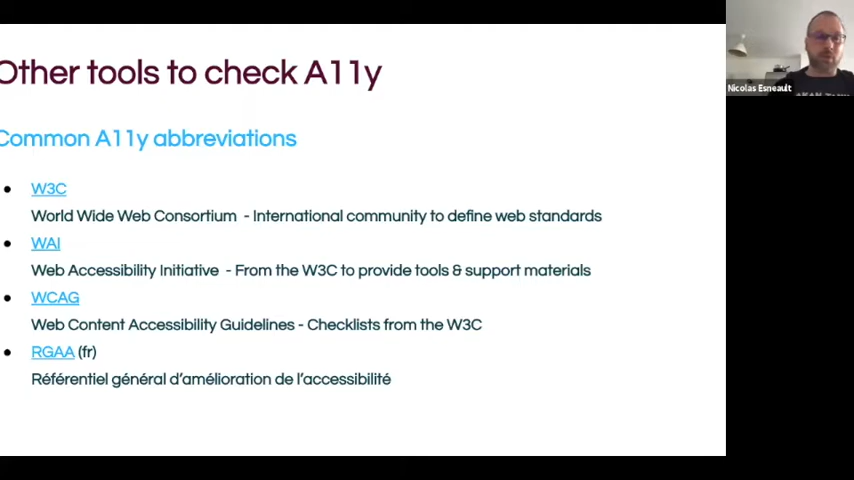 Other tools to check A11y
Common A11y abbreviations
W3C
World Wide Web Consortium - International community to define web standards
WAI
Web Accessibility Initiative - From the W3C to provide tools & support materials
WCAG
Web Content Accessibility Guidelines - Checklists from the W3C
RGAA (fr)
Référentiel général d'amélioration de l'accessibilité
Nicolas Esneault